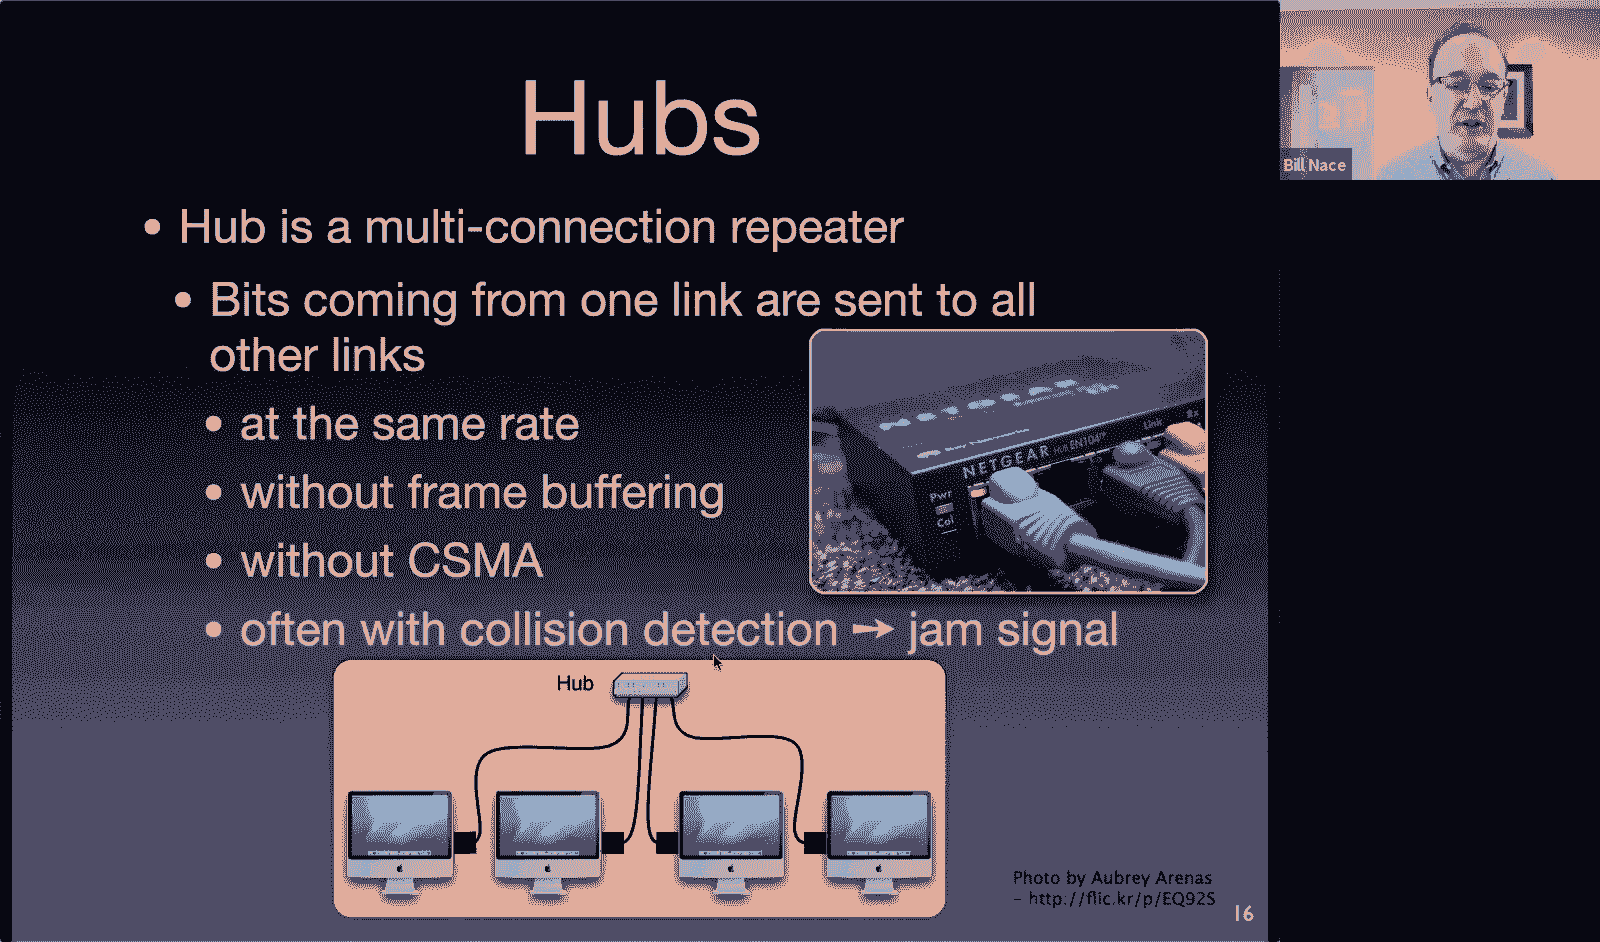 Hubs
Bill Nace
• Hub is a multi-connection repeater
• Bits coming from one link are sent to all
other links
• at the same rate
• without frame buffering
• without CSMA
• often with collision detection → jam signal
NETGEAR
Link
Pwr
Col
Hub
Photo by Aubrey Arenas
– http://flic.kr/p/EQ92S
16